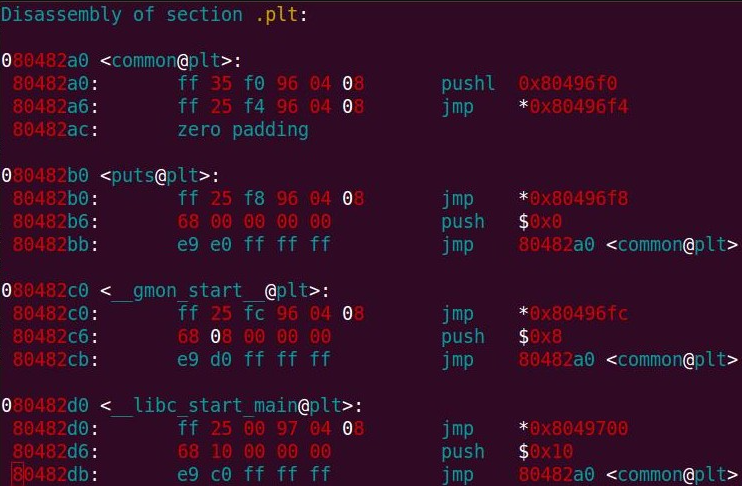 Disassembly of section .plt:
080482a0 <common@plt>:
80482a0: ff 35 f0 96 04 08 pushl 0x80496f0
80482a6: ff 25 f4 96 04 08 jmp *0x80496f4
80482ac: zero padding
080482b0 <puts@plt>:
80482b0: ff 25 f8 96 04 08 jmp *0x80496f8
80482b6: 68 00 00 00 00 push $0x0
80482bb: e9 e0 ff ff ff jmp 80482a0 <common@plt>
080482c0 <__gmon_start__@plt>:
80482c0: ff 25 fc 96 04 08 jmp *0x80496fc
80482c6: 68 08 00 00 00 push $0x8
80482cb: e9 d0 ff ff ff jmp 80482a0 <common@plt>
080482d0 <__libc_start_main@plt>:
80482d0: ff 25 00 97 04 08 jmp *0x8049700
80482d6: 68 10 00 00 00 push $0x10
80482db: e9 c0 ff ff ff jmp 80482a0 <common@plt>